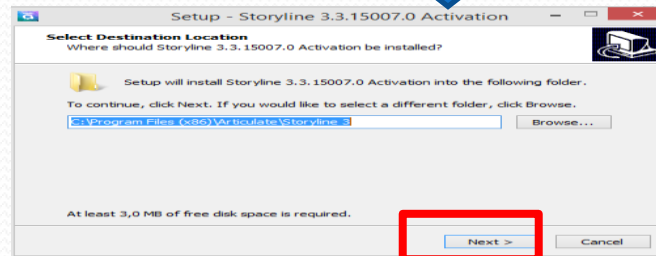 Setup - Storyline 3.3.15007.0 Activation
Select Destination Location
Where should Storyline 3.3.15007.0 Activation be installed?
Setup will install Storyline 3.3.15007.0 Activation into the following folder.
To continue, click Next. If you would like to select a different folder, click Browse.
C:\Program Files (x86)\Articulate\Storyline 3
Browse...
At least 3,0 MB of free disk space is required.
Next >
Cancel